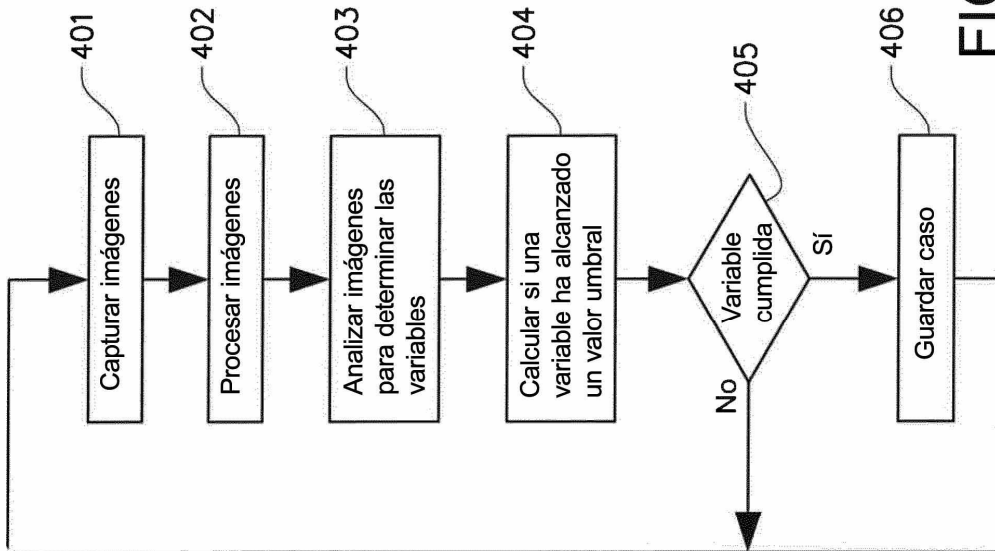 401
Capturar imágenes
402
Procesar imágenes
403
Analizar imágenes
para determinar las
variables
404
Calcular si una
variable ha alcanzado
un valor umbral
405
Variable
cumplida
No
Sí
406
Guardar caso